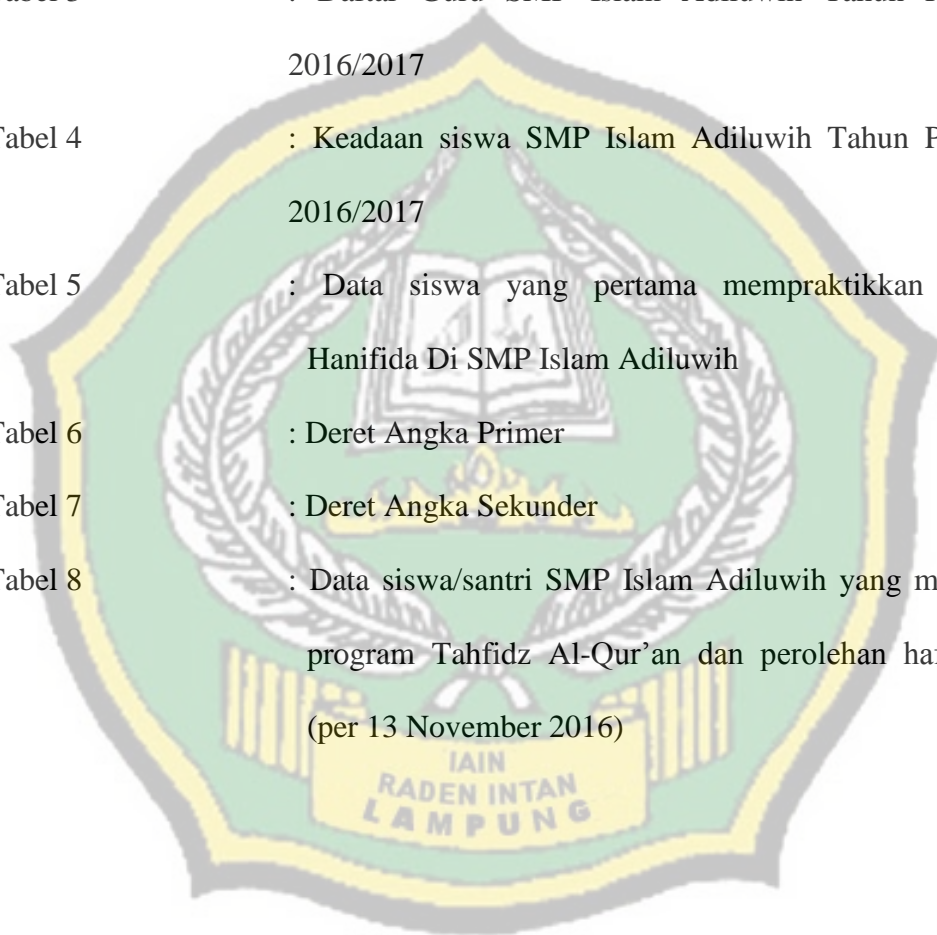 2016/2017
Tabel 4 : Keadaan siswa SMP Islam Adiluwih Tahun
2016/2017
Tabel 5 : Data siswa yang pertama mempraktikkan
Hanifida Di SMP Islam Adiluwih
Tabel 6 : Deret Angka Primer
Tabel 7 : Deret Angka Sekunder
Tabel 8 : Data siswa/santri SMP Islam Adiluwih yang
program Tahfidz Al-Qur’an dan perolehan
(per 13 November 2016)
IAIN
RADEN INTAN
LAMPUNG